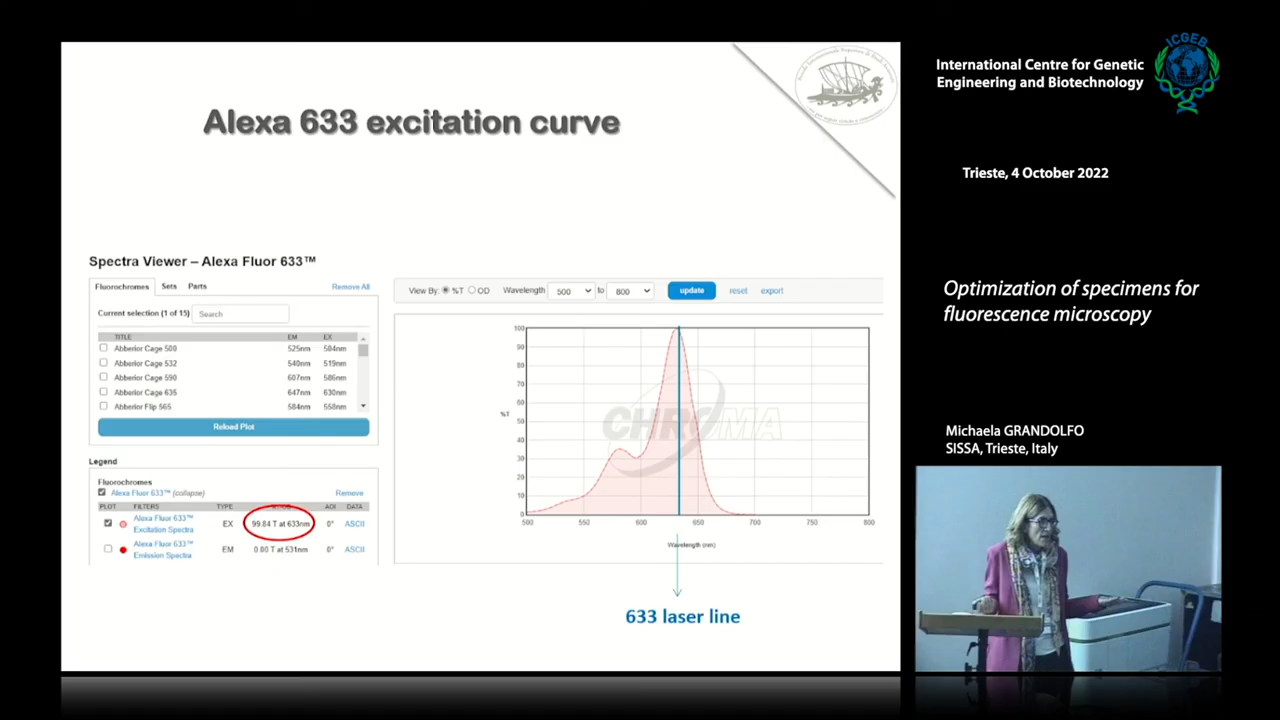 Alexa 633 excitation curve
Spectra Viewer – Alexa Fluor 633™
Fluorochromes Sets Parts Remove All
Current selection (1 of 15) Search
TITLE EM EX
Abberior Cage 500 525nm 504nm
Abberior Cage 532 540nm 519nm
Abberior Cage 590 607nm 586nm
Abberior Cage 635 647nm 630nm
Abberior Flip 565 584nm 558nm
Reload Plot
Legend
Fluorochromes
Alexa Fluor 633™ (collapse) Remove
PLOT FILTERS TYPE AOI DATA
Alexa Fluor 633™
Excitation Spectra
EX 99.84 T at 633nm 0° ASCII
Alexa Fluor 633™
Emission Spectra
EM 0.00 T at 531nm 0° ASCII
View By: %T OD Wavelength 500 to 800 update reset export
100
90
80
70
60
50
40
30
20
10
0
%T
CHROMA
500 550 600 650 700 750 800
Wavelength (nm)
633 laser line
International Centre for Genetic
Engineering and Biotechnology
ICGEB
Trieste, 4 October 2022
Optimization of specimens for
fluorescence microscopy
Michaela GRANDOLFO
SISSA, Trieste, Italy